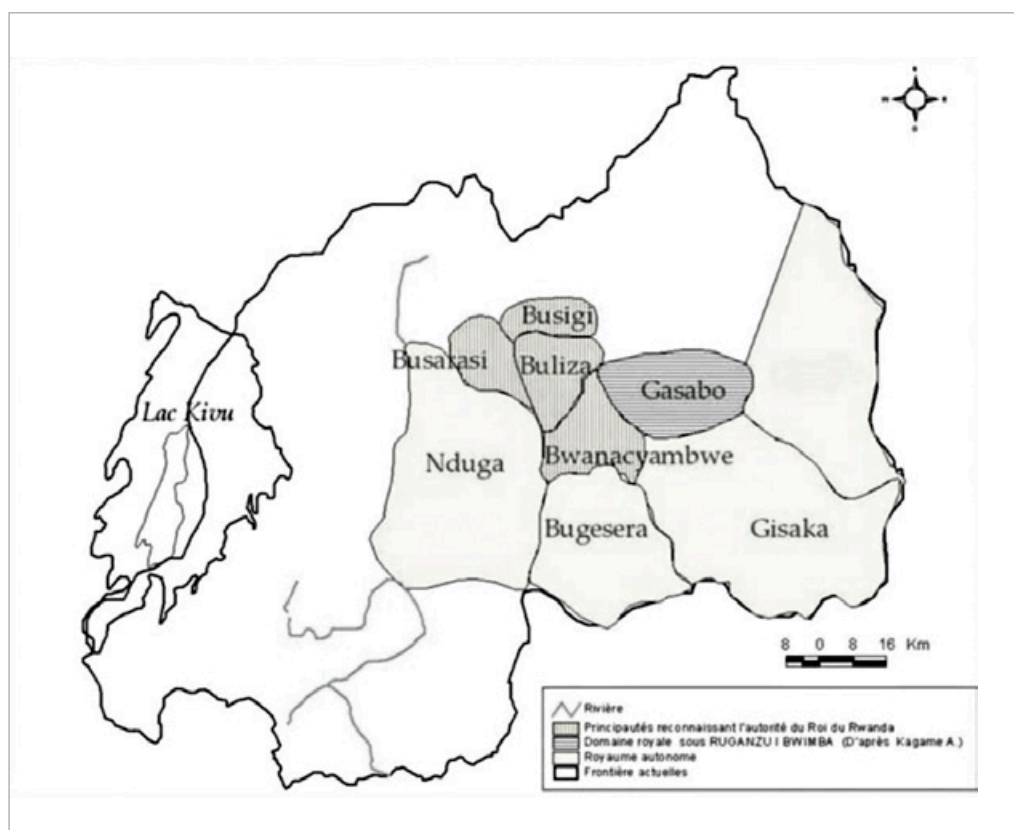 Busigi
Busarasi
Buliza
Gasabo
Lac Kivu
Nduga
Bwanacyambwe
Bugesera
Gisaka
8 0 8 16 Km
Rivière
Principautés reconnaissant l'autorité du Roi du Rwanda
Domaine royale sous RUGANZU I BWIMBA (D'après Kagame A.)
Royaume autonome
Frontière actuelles